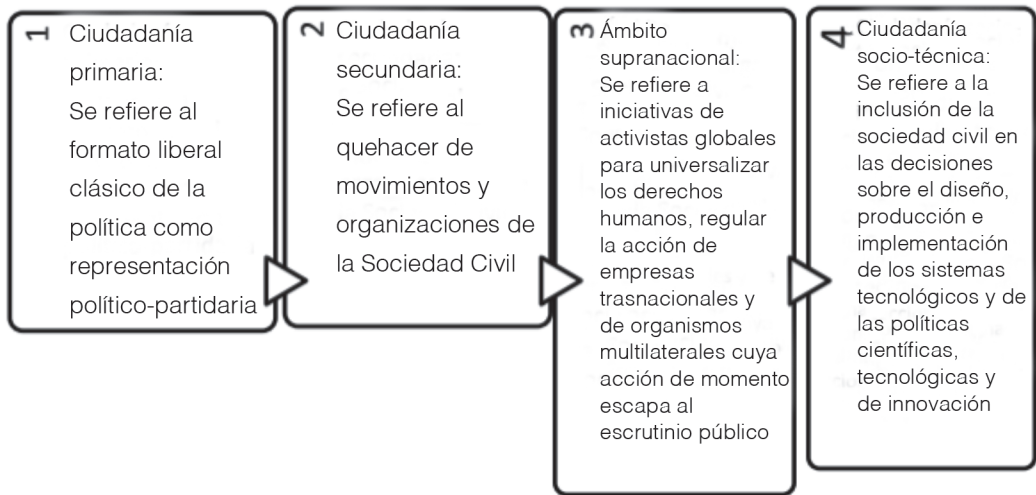 1 Ciudadanía
primaria:
Se refiere al
formato liberal
clásico de la
política como
representación
político-partidaria
2 Ciudadanía
secundaria:
Se refiere al
quehacer de
movimientos y
organizaciones de
la Sociedad Civil
3 Ámbito
supranacional:
Se refiere a
iniciativas de
activistas globales
para universalizar
los derechos
humanos, regular
la acción de
empresas
trasnacionales y
de organismos
multilaterales cuya
acción de momento
escapa al
escrutinio público
4 Ciudadanía
socio-técnica:
Se refiere a la
inclusión de la
sociedad civil en
las decisiones
sobre el diseño,
producción e
implementación
de los sistemas
tecnológicos y de
las políticas
científicas,
tecnológicas y
de innovación